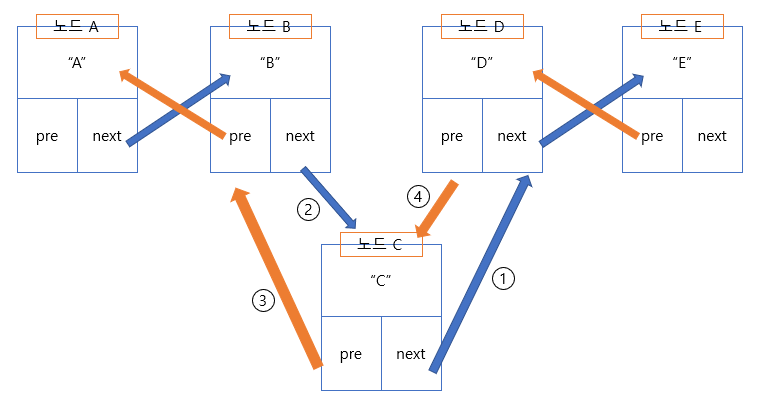 노드 A
노드 B
노드 D
노드 E
“A”
“B”
“D”
“E”
pre
next
pre
next
pre
next
pre
next
②
④
노드 C
“C”
①
③
pre
next